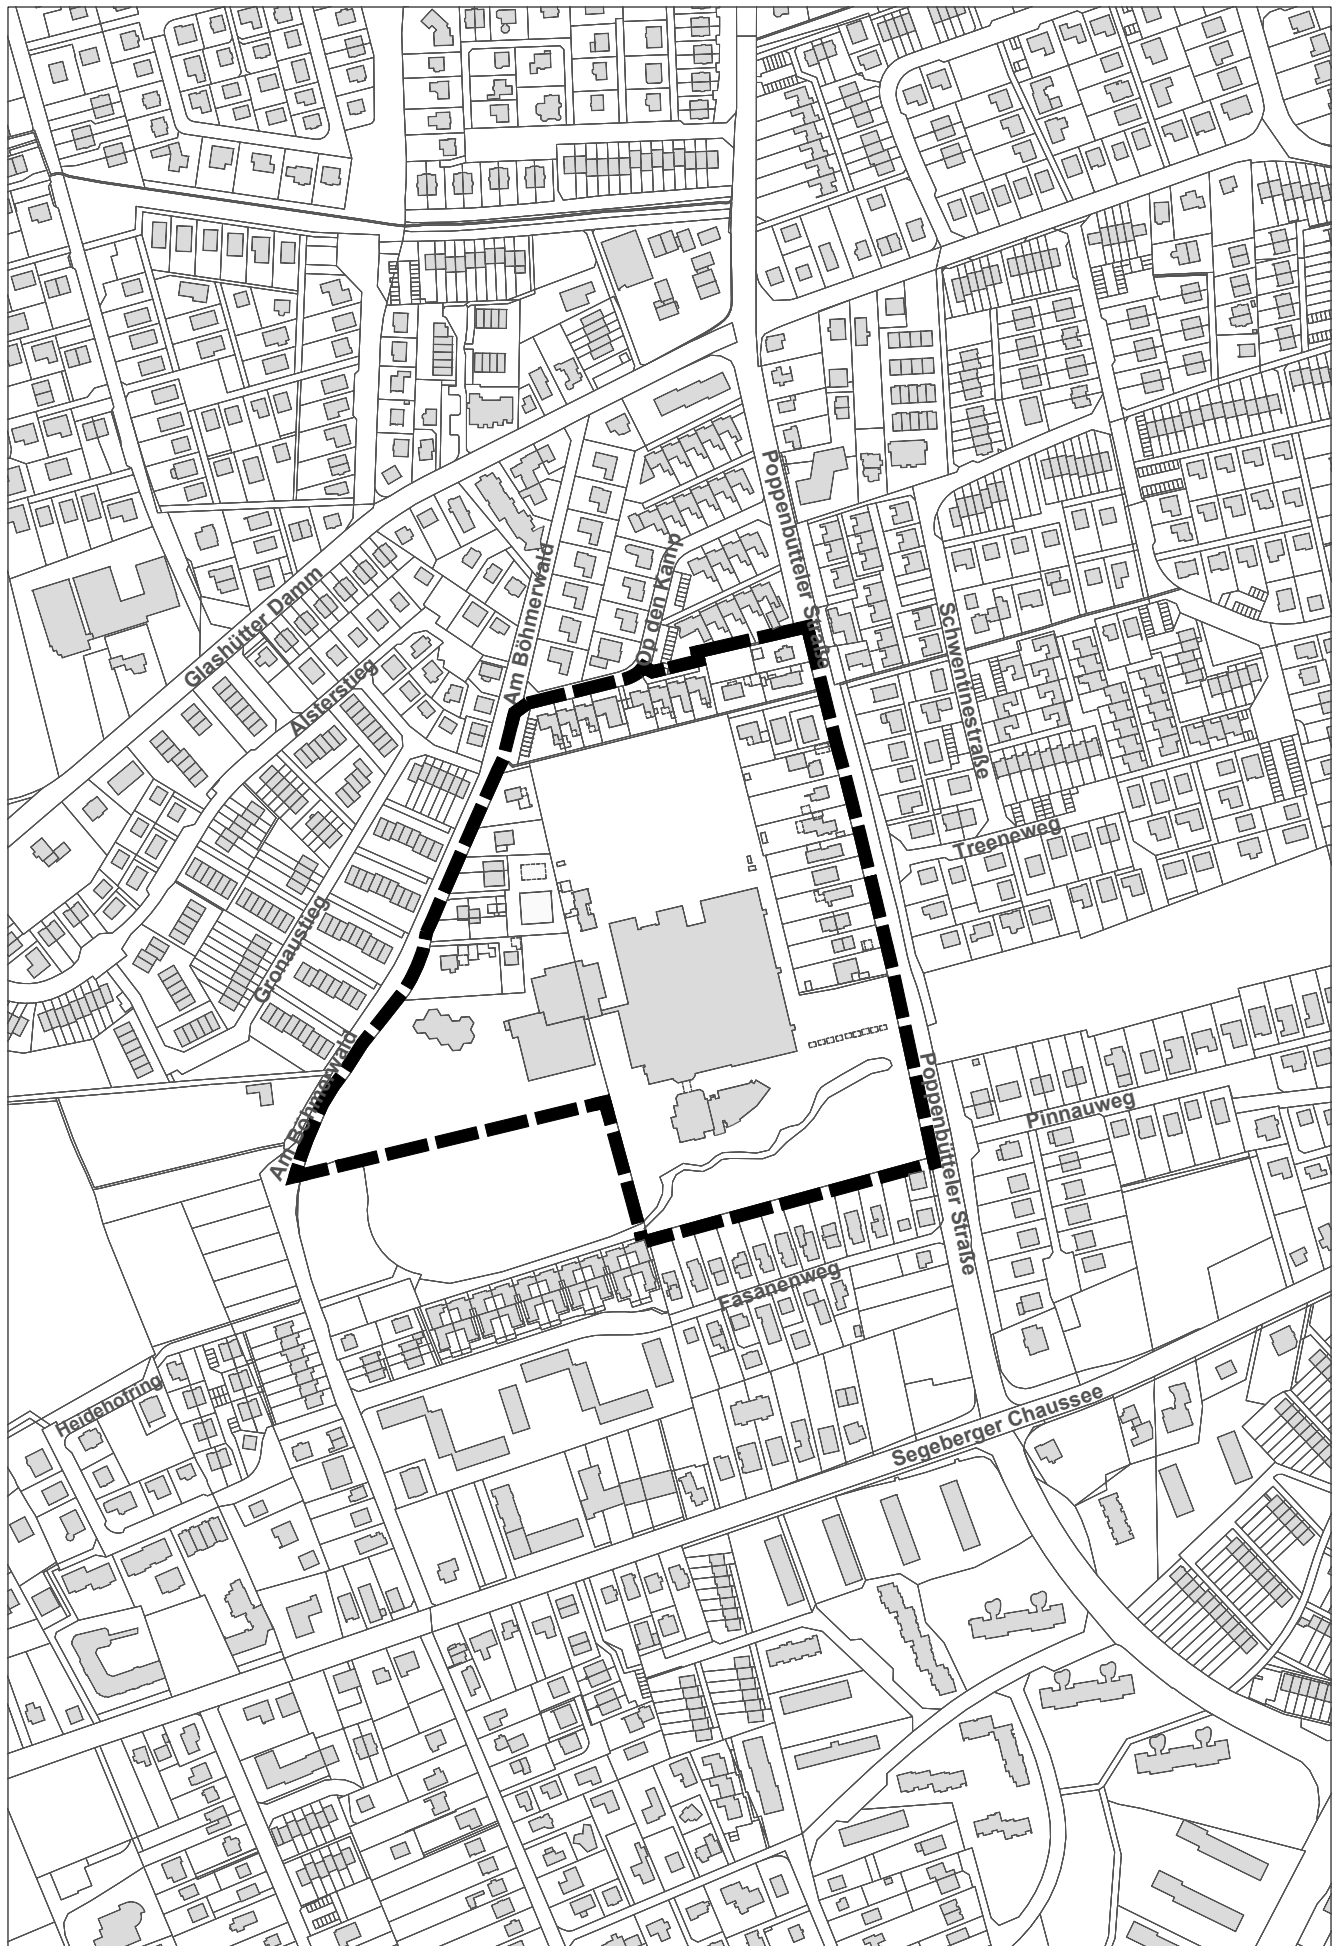 Poppenbütteler Straße
Op den Kamp
Am Böhmerwald
Glashütter Damm
Alsterstieg
Schwentinestraße
Treeneweg
Gronaustieg
Am Böhmerwald
Poppenbütteler Straße
Pinnauweg
Fasanenweg
Heidehofring
Segeberger Chaussee